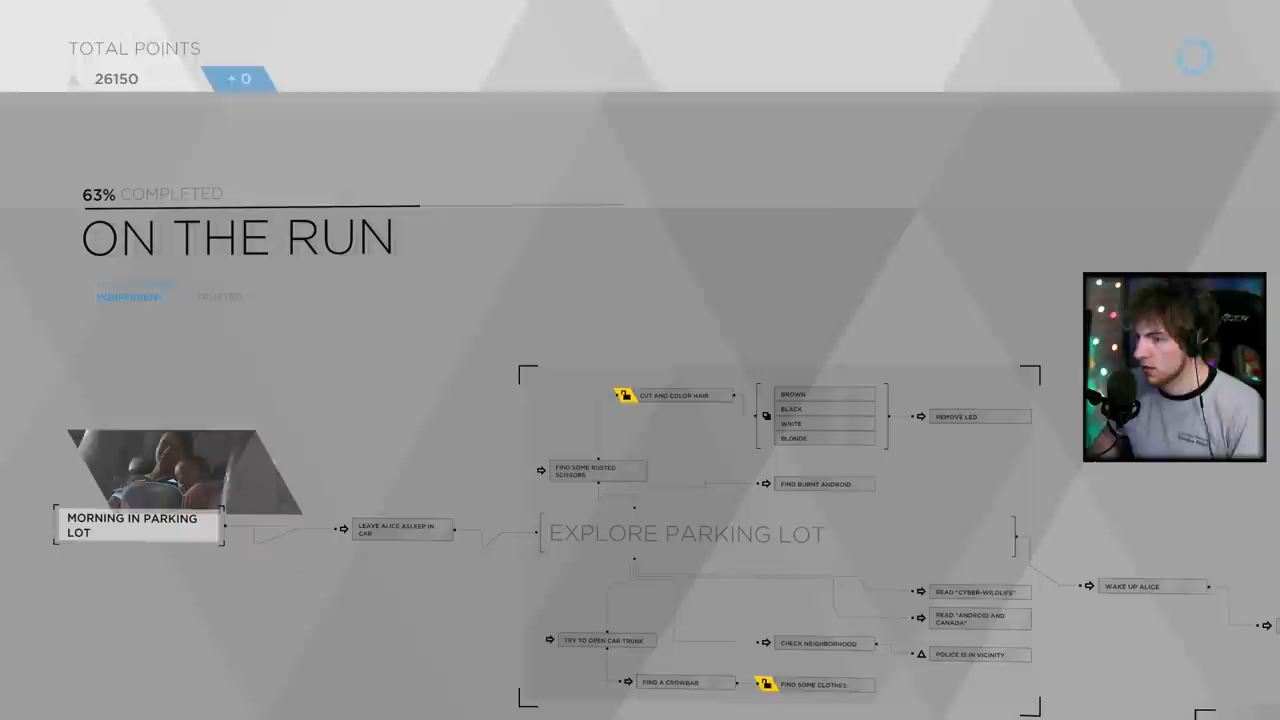 TOTAL POINTS
26150
+ 0
63% COMPLETED
ON THE RUN
INDIFFERENT TRUSTED
CUT AND COLOR HAIR
BROWN
BLACK
WHITE
BLONDE
REMOVE LED
FIND SOME RUSTED
SCISSORS
FIND BURNT ANDROID
MORNING IN PARKING
LOT
LEAVE ALICE ASLEEP IN
CAR
EXPLORE PARKING LOT
WAKE UP ALICE
READ "CYBER-WILDLIFE"
READ "ANDROID AND
CANADA"
TRY TO OPEN CAR TRUNK
CHECK NEIGHBORHOOD
POLICE IS IN VICINITY
FIND A CROWBAR
FIND SOME CLOTHES